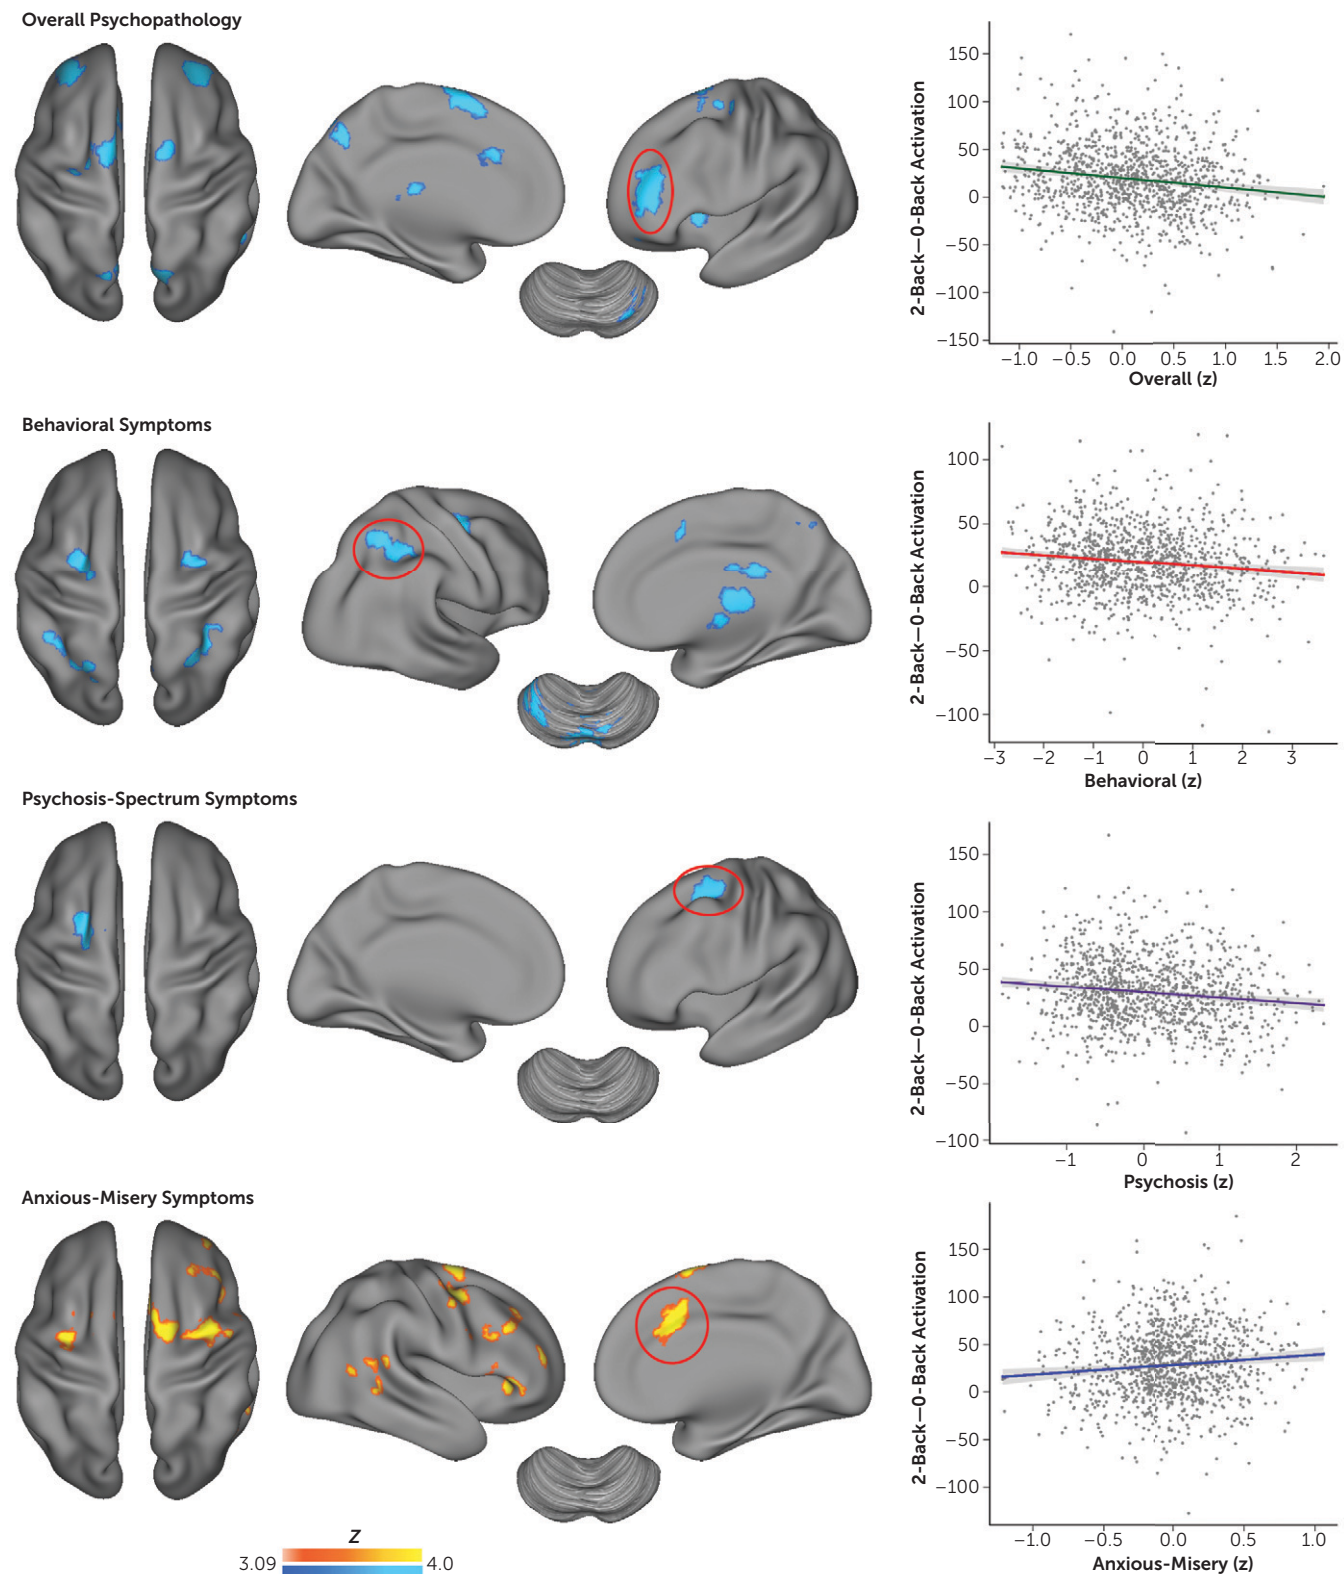 Overall Psychopathology
2-Back—0-Back Activation
150
100
50
0
−50
−100
−150
−1.0 −0.5 0.0 0.5 1.0 1.5 2.0
Overall (z)
Behavioral Symptoms
2-Back—0-Back Activation
100
50
0
−50
−100
−3 −2 −1 0 1 2 3
Behavioral (z)
Psychosis-Spectrum Symptoms
2-Back—0-Back Activation
150
100
50
0
−50
−100
−1 0 1 2
Psychosis (z)
Anxious-Misery Symptoms
2-Back—0-Back Activation
150
100
50
0
−50
−100
−1.0 −0.5 0.0 0.5 1.0
Anxious-Misery (z)
Z
3.09 4.0